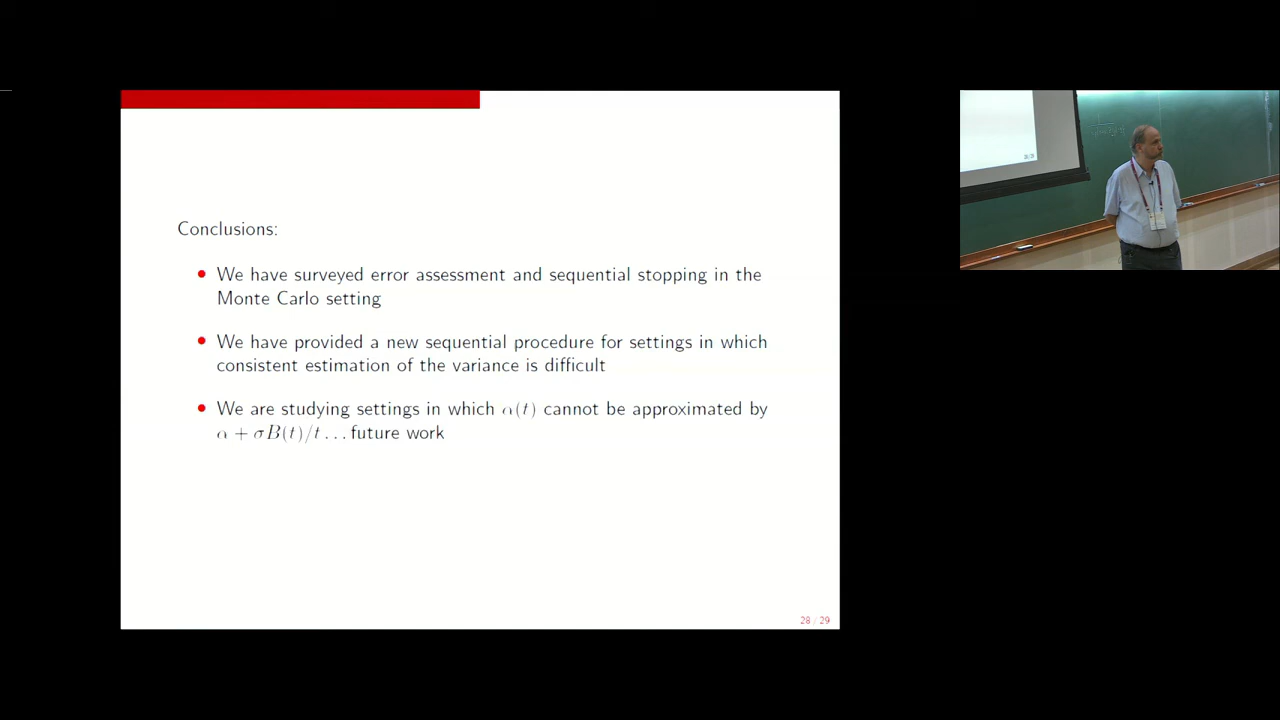 Conclusions:
• We have surveyed error assessment and sequential stopping in the
Monte Carlo setting
• We have provided a new sequential procedure for settings in which
consistent estimation of the variance is difficult
• We are studying settings in which α(t) cannot be approximated by
α + σB(t)/t … future work
28 / 29